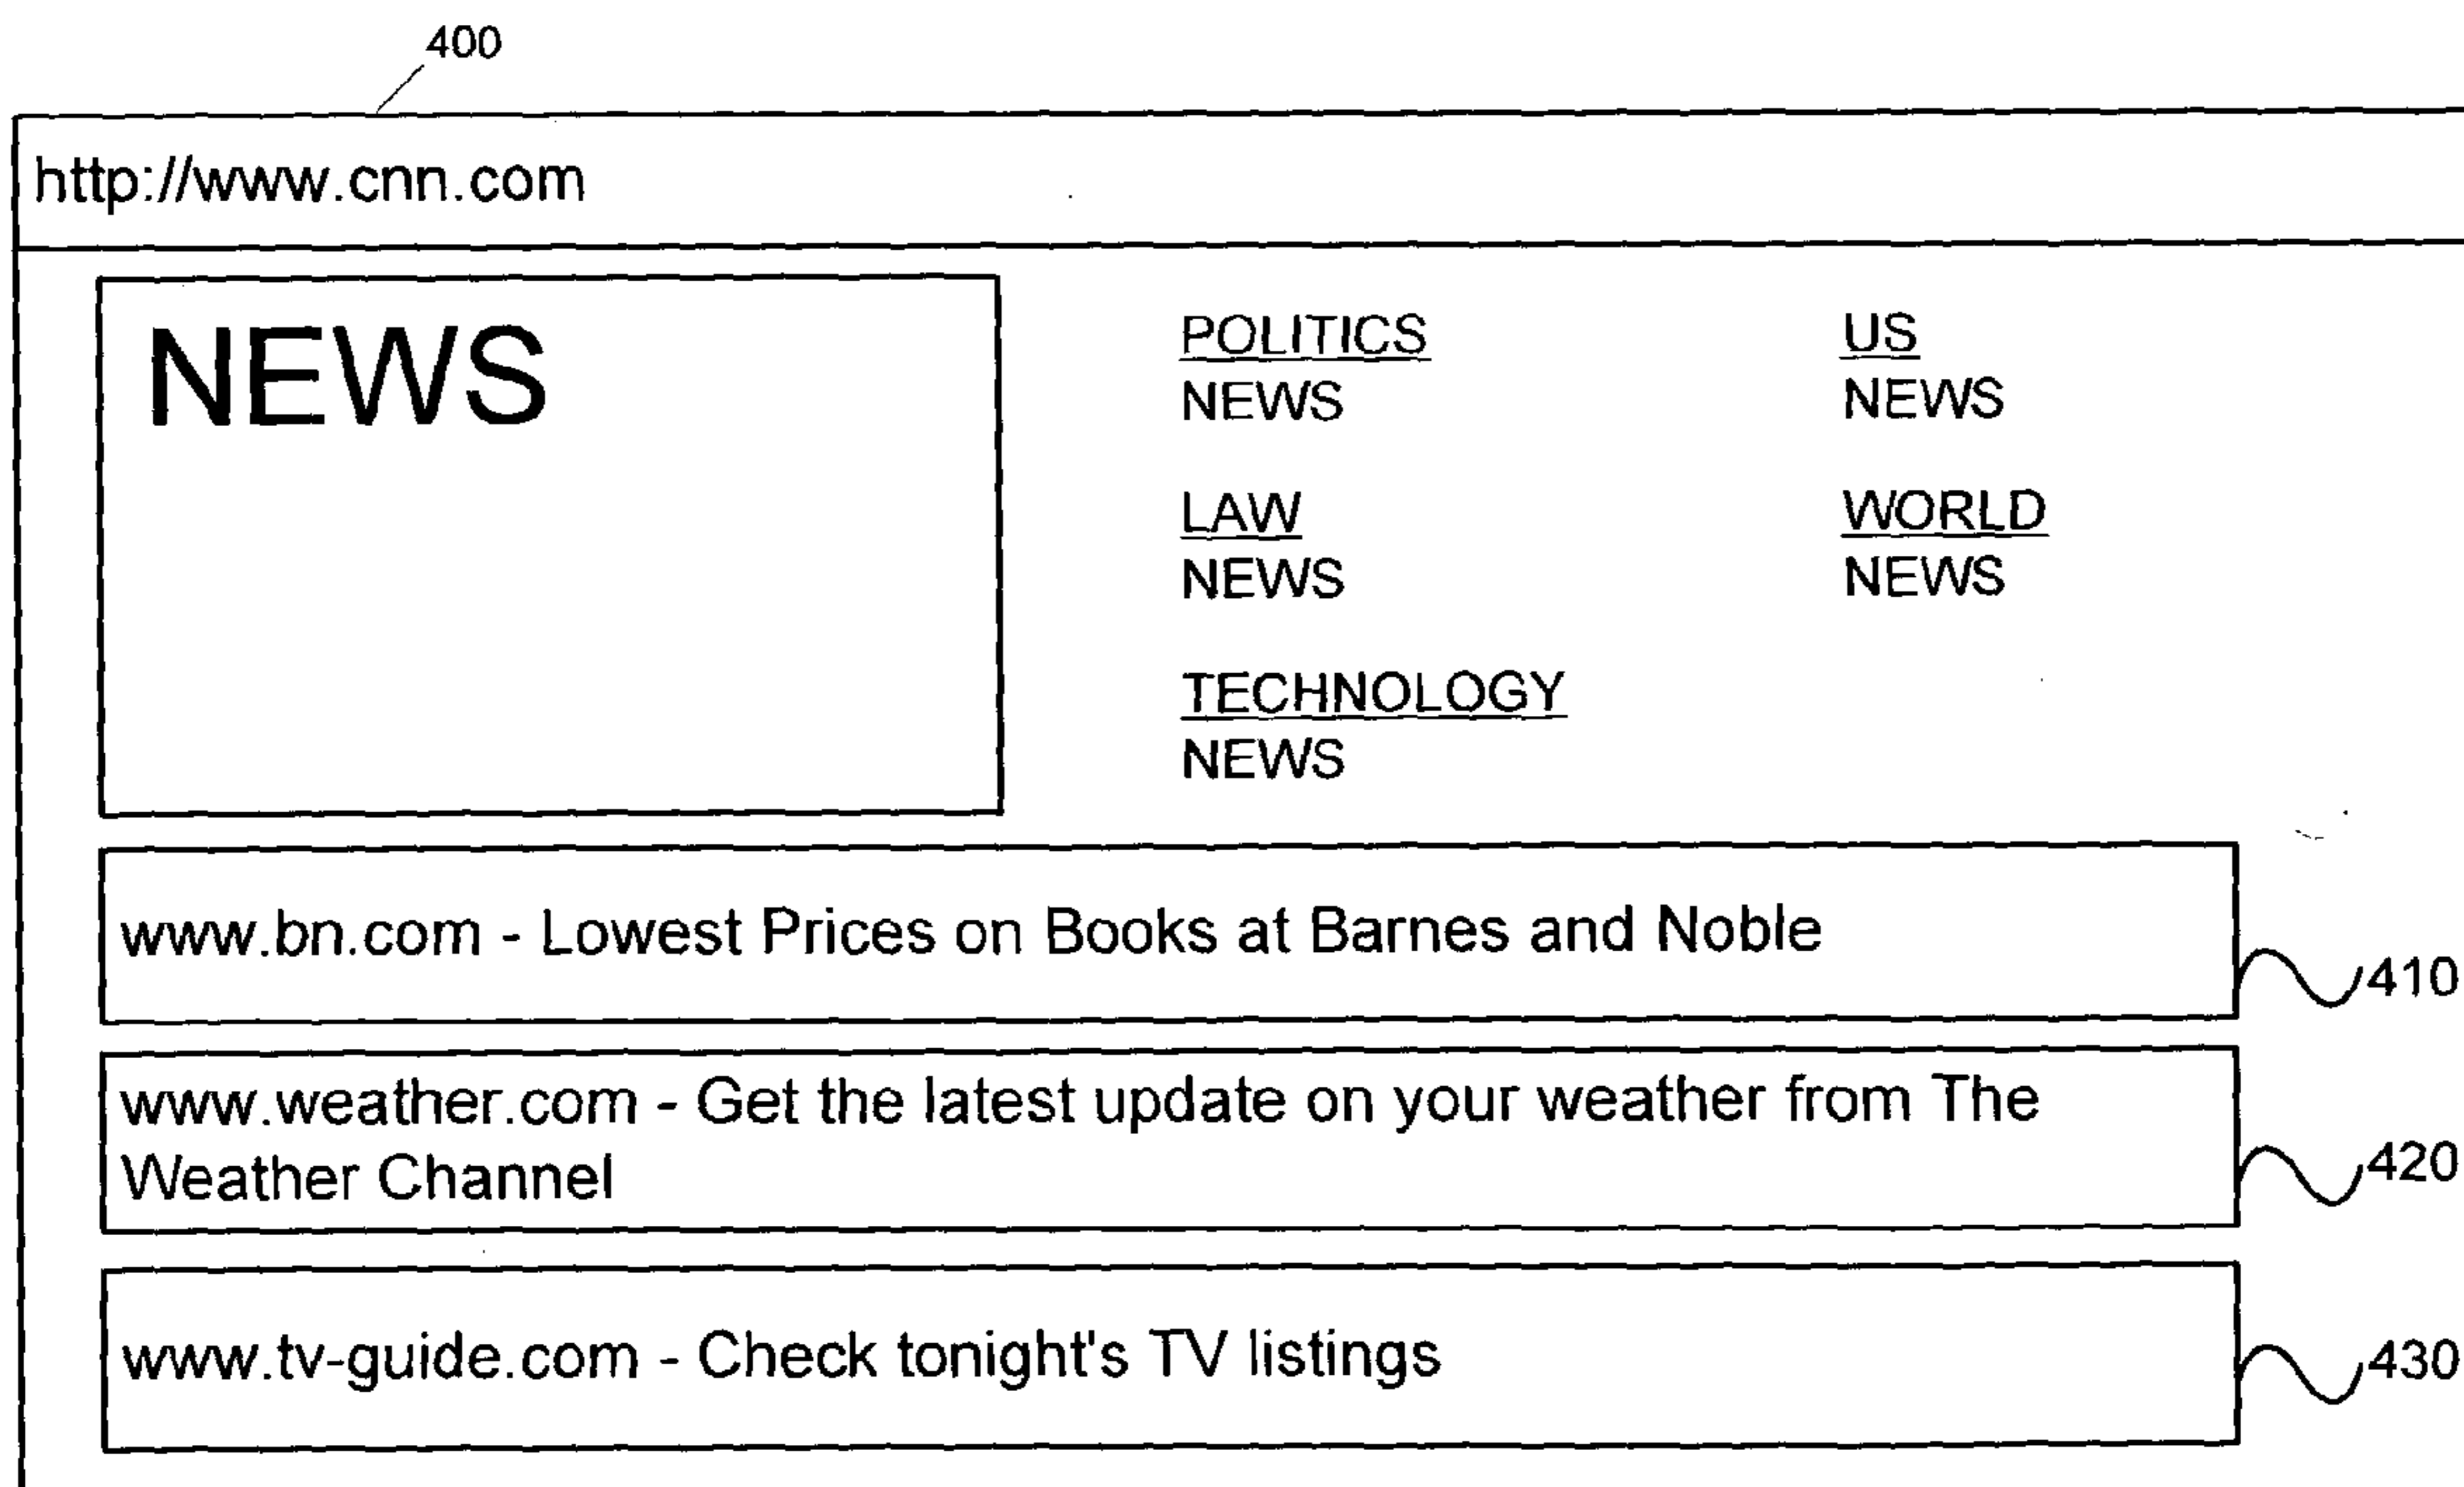 400
http://www.cnn.com
NEWS
POLITICS
NEWS
LAW
NEWS
TECHNOLOGY
NEWS
US
NEWS
WORLD
NEWS
www.bn.com - Lowest Prices on Books at Barnes and Noble
410
www.weather.com - Get the latest update on your weather from The
Weather Channel
420
www.tv-guide.com - Check tonight's TV listings
430